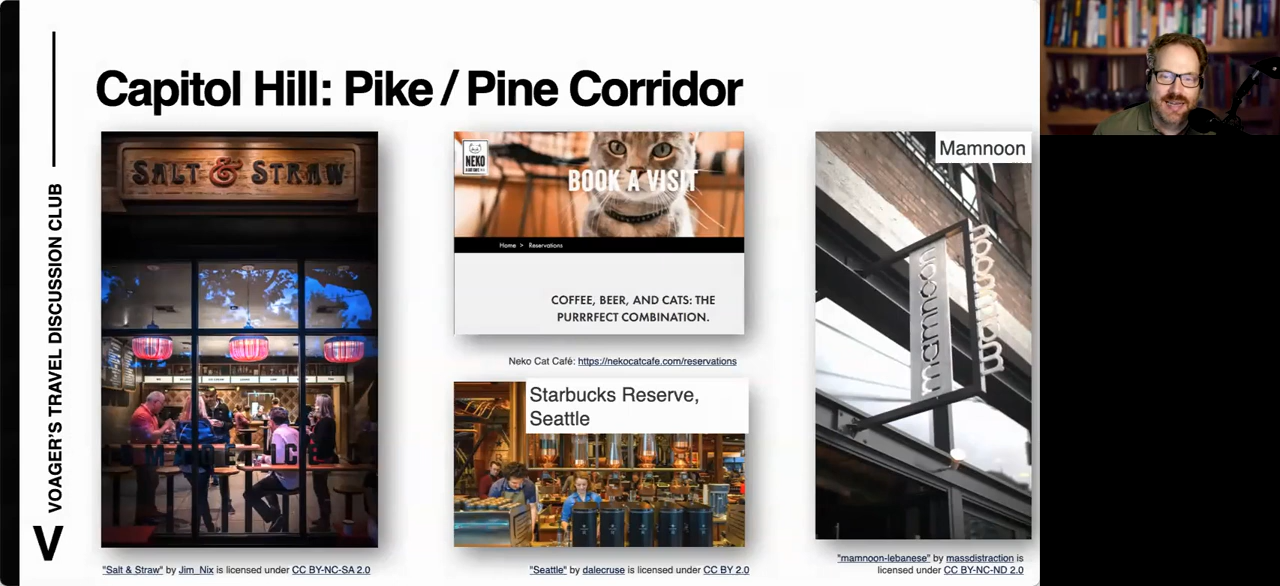 Capitol Hill: Pike / Pine Corridor
VOAGER'S TRAVEL DISCUSSION CLUB
V
SALT & STRAW
"Salt & Straw" by Jim_Nix is licensed under CC BY-NC-SA 2.0
NEKO
BOOK A VISIT
Home > Reservations
COFFEE, BEER, AND CATS: THE
PURRRFECT COMBINATION.
Neko Cat Café: https://nekocatcafe.com/reservations
Starbucks Reserve,
Seattle
"Seattle" by dalecruse is licensed under CC BY 2.0
Mamnoon
mamnoon
mamnoon
"mamnoon-lebanese" by massdistraction is
licensed under CC BY-NC-ND 2.0